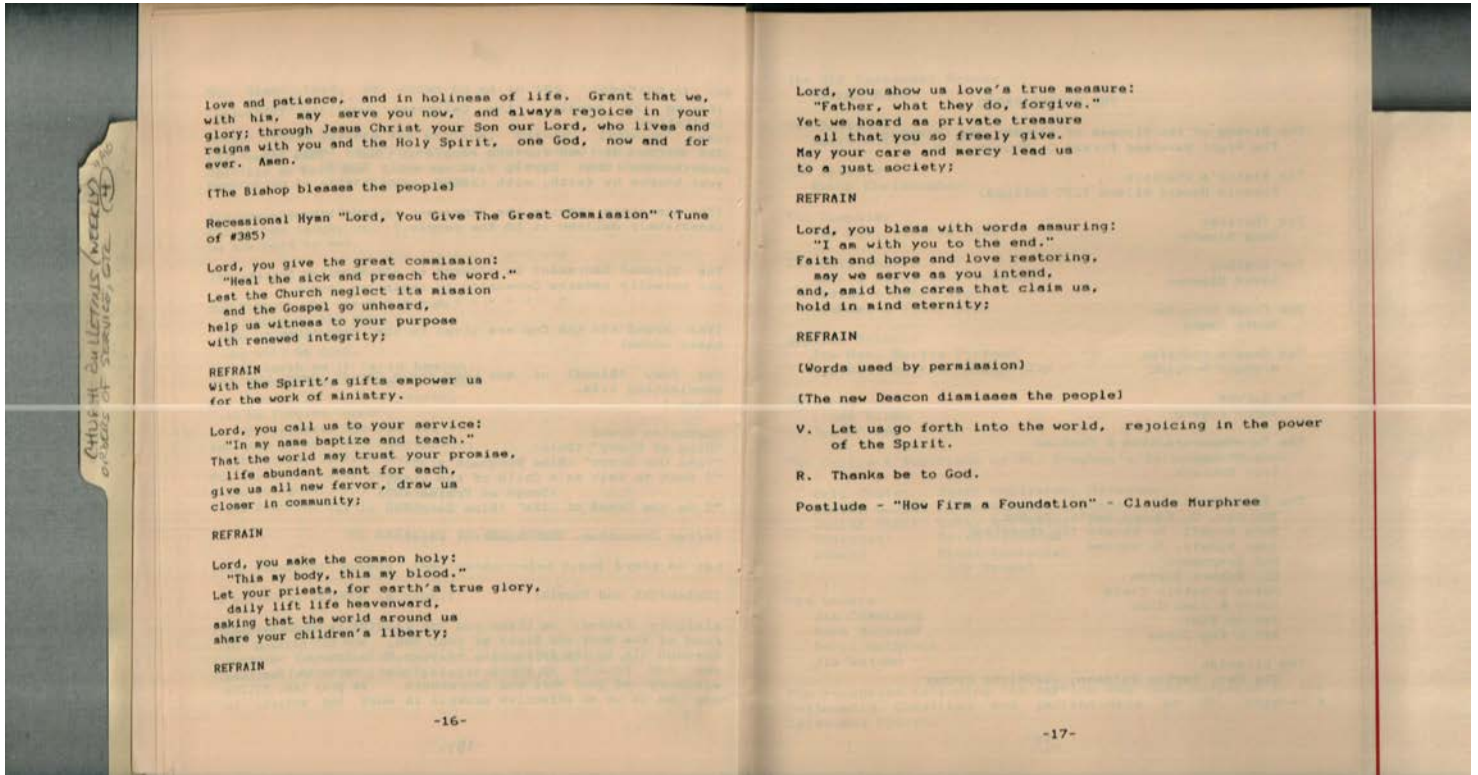 CHURCH BULLETINS (WEEKLY)
ORDERS OF SERVICE, ETC
love and patience, and in holiness of life. Grant that we,
with him, may serve you now, and always rejoice in your
glory; through Jesus Christ your Son our Lord, who lives and
reigns with you and the Holy Spirit, one God, now and for
ever. Amen.
(The Bishop blesses the people)
Recessional Hymn "Lord, You Give The Great Commission" (Tune
of #385)
Lord, you give the great commission:
"Heal the sick and preach the word."
Lest the Church neglect its mission
and the Gospel go unheard,
help us witness to your purpose
with renewed integrity;
REFRAIN
With the Spirit's gifts empower us
for the work of ministry.
Lord, you call us to your service:
"In my name baptize and teach."
That the world may trust your promise,
life abundant meant for each,
give us all new fervor, draw us
closer in community;
REFRAIN
Lord, you make the common holy:
"This my body, this my blood."
Let your priests, for earth's true glory,
daily lift life heavenward,
asking that the world around us
share your children's liberty;
REFRAIN
-16-
Lord, you show us love's true measure:
"Father, what they do, forgive."
Yet we hoard as private treasure
all that you so freely give.
May your care and mercy lead us
to a just society;
REFRAIN
Lord, you bless with words assuring:
"I am with you to the end."
Faith and hope and love restoring,
may we serve as you intend,
and, amid the cares that claim us,
hold in mind eternity;
REFRAIN
(Words used by permission)
(The new Deacon dismisses the people)
V. Let us go forth into the world, rejoicing in the power
of the Spirit.
R. Thanks be to God.
Postlude - "How Firm a Foundation" - Claude Murphree
-17-